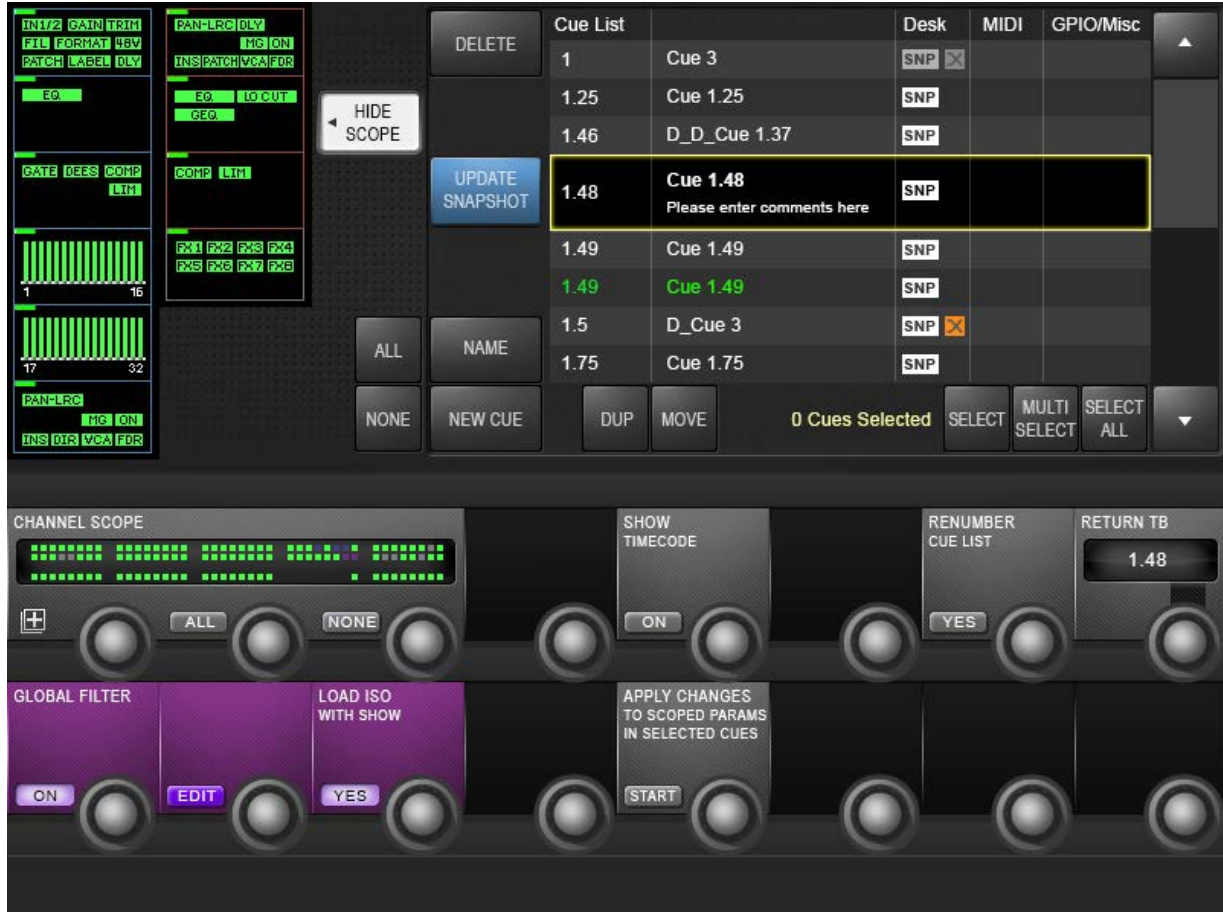 IN1/2 GAIN TRIM
FIL FORMAT 48V
PATCH LABEL DLY
EQ
GATE DEES COMP
LIM
1 16
17 32
PAN-LRC
MG ON
INS DIR VCA FDR
PAN-LRC DLY
MG ON
INS PATCH VCA FDR
EQ LO CUT
GEQ
COMP LIM
FX1 FX2 FX3 FX4
FX5 FX6 FX7 FX8
HIDE
SCOPE
ALL
NONE
DELETE
UPDATE
SNAPSHOT
NAME
NEW CUE
Cue List Desk MIDI GPIO/Misc
1 Cue 3 SNP
1.25 Cue 1.25 SNP
1.46 D_D_Cue 1.37 SNP
1.48 Cue 1.48 SNP
Please enter comments here
1.49 Cue 1.49 SNP
1.49 Cue 1.49 SNP
1.5 D_Cue 3 SNP
1.75 Cue 1.75 SNP
DUP MOVE 0 Cues Selected SELECT MULTI SELECT SELECT ALL
CHANNEL SCOPE
ALL NONE
SHOW
TIMECODE
ON
RENUMBER
CUE LIST
YES
RETURN TB
1.48
GLOBAL FILTER
ON
EDIT
LOAD ISO
WITH SHOW
YES
APPLY CHANGES
TO SCOPED PARAMS
IN SELECTED CUES
START